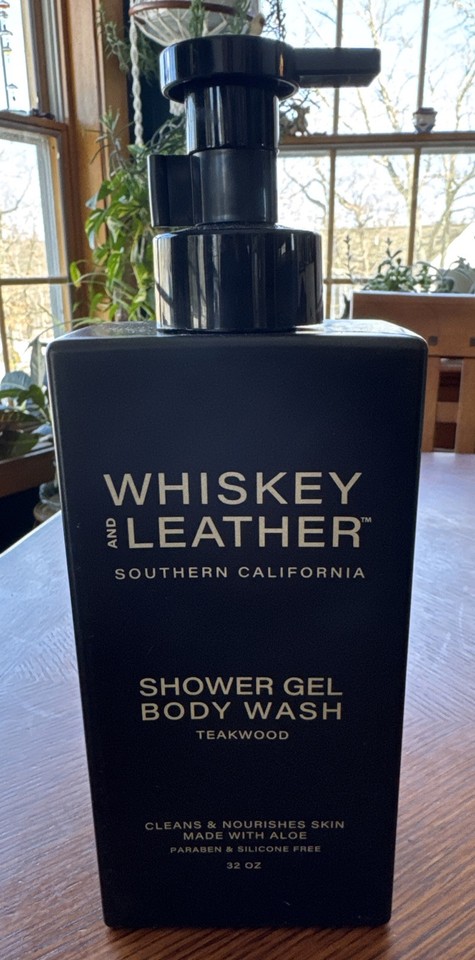 WHISKEY
AND LEATHER™
SOUTHERN CALIFORNIA
SHOWER GEL
BODY WASH
TEAKWOOD
CLEANS & NOURISHES SKIN
MADE WITH ALOE
PARABEN & SILICONE FREE
32 OZ